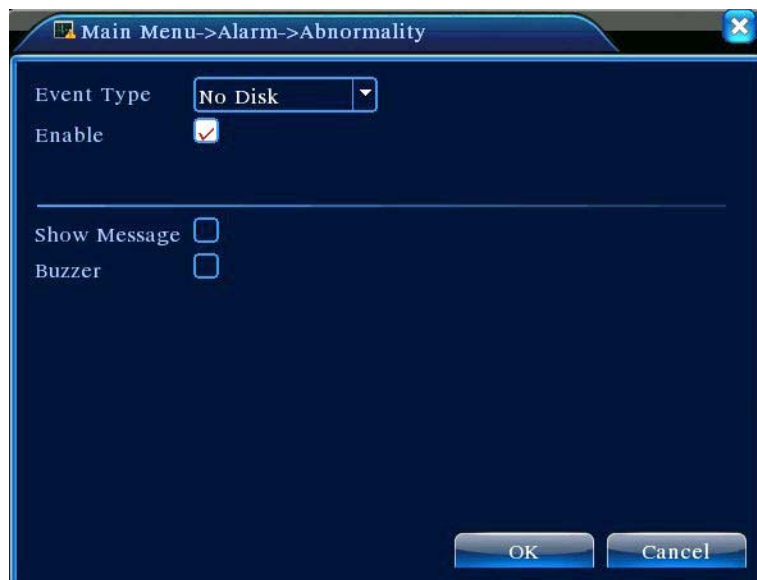 Main Menu->Alarm->Abnormality
Event Type No Disk
Enable
Show Message
Buzzer
OK Cancel